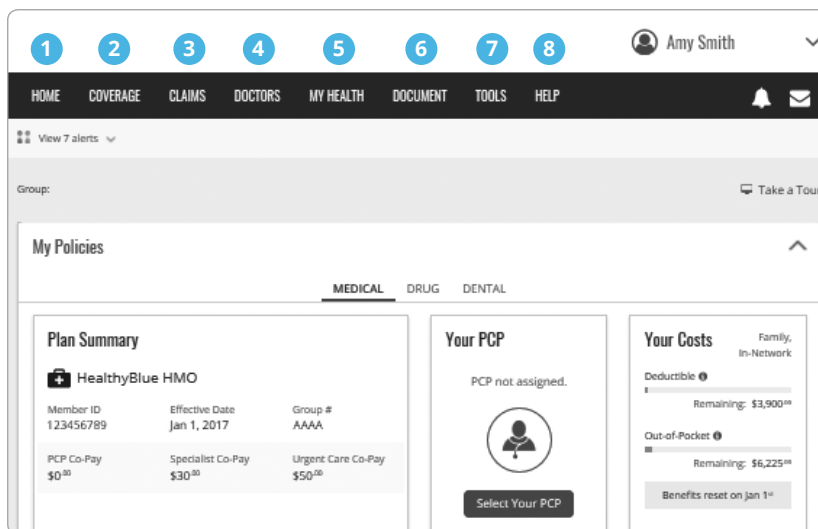 1 2 3 4 5 6 7 8
Amy Smith
HOME COVERAGE CLAIMS DOCTORS MY HEALTH DOCUMENT TOOLS HELP
View 7 alerts
Group:
Take a Tour
My Policies
MEDICAL DRUG DENTAL
Plan Summary
HealthyBlue HMO
Member ID Effective Date Group #
123456789 Jan 1, 2017 AAAA
PCP Co-Pay Specialist Co-Pay Urgent Care Co-Pay
$0.00 $30.00 $50.00
Your PCP
PCP not assigned.
Select Your PCP
Your Costs
Family,
In-Network
Deductible
Remaining: $3,900.00
Out-of-Pocket
Remaining: $6,225.00
Benefits reset on Jan 1st